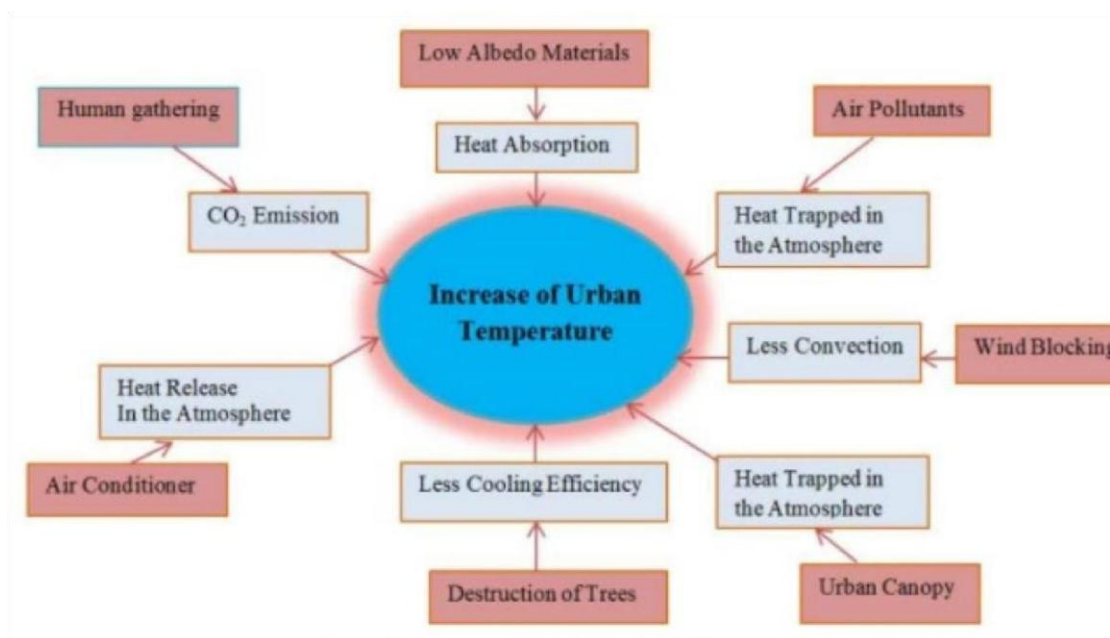 Low Albedo Materials
Human gathering
Air Pollutants
Heat Absorption
CO₂ Emission
Heat Trapped in
the Atmosphere
Increase of Urban
Temperature
Less Convection
Wind Blocking
Heat Release
In the Atmosphere
Air Conditioner
Less Cooling Efficiency
Heat Trapped in
the Atmosphere
Destruction of Trees
Urban Canopy